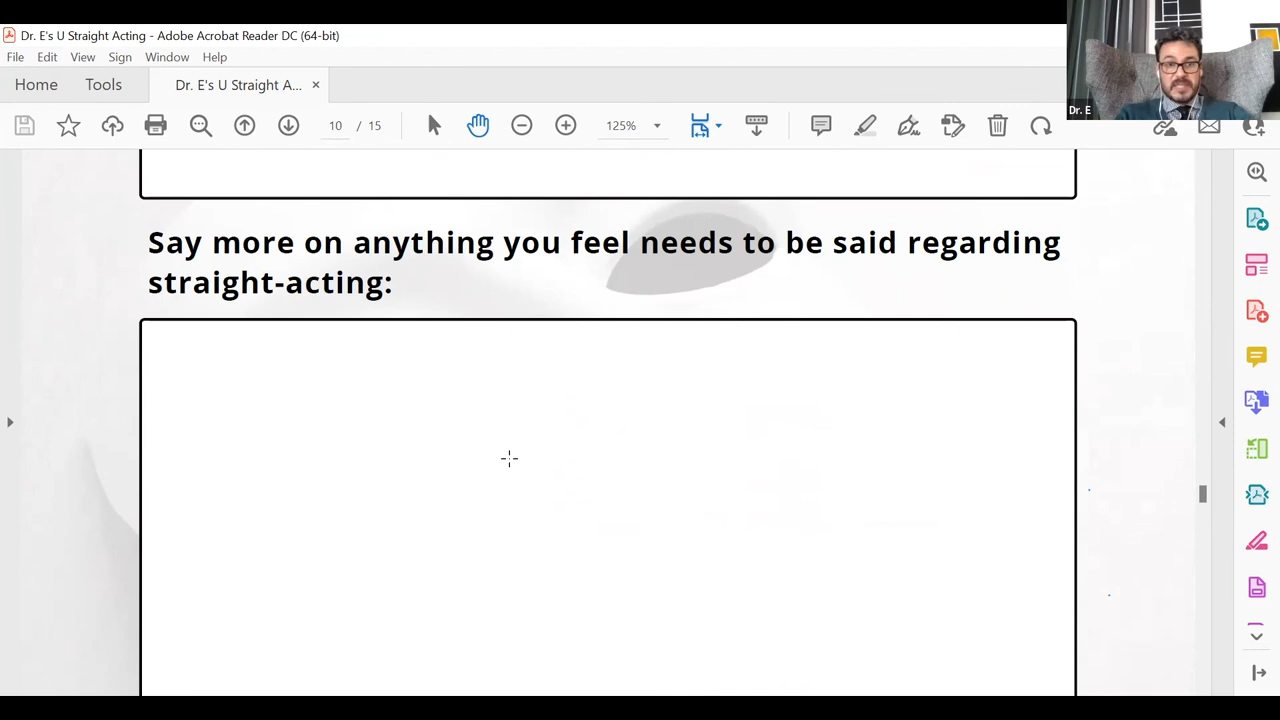 Dr. E's U Straight Acting - Adobe Acrobat Reader DC (64-bit)
File Edit View Sign Window Help
Home Tools Dr. E's U Straight A... ×
10 / 15 125%
Dr. E
Say more on anything you feel needs to be said regarding
straight-acting: